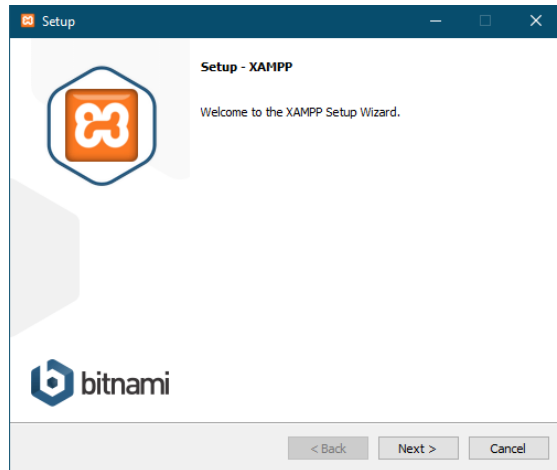 Setup
Setup - XAMPP
Welcome to the XAMPP Setup Wizard.
bitnami
< Back
Next >
Cancel